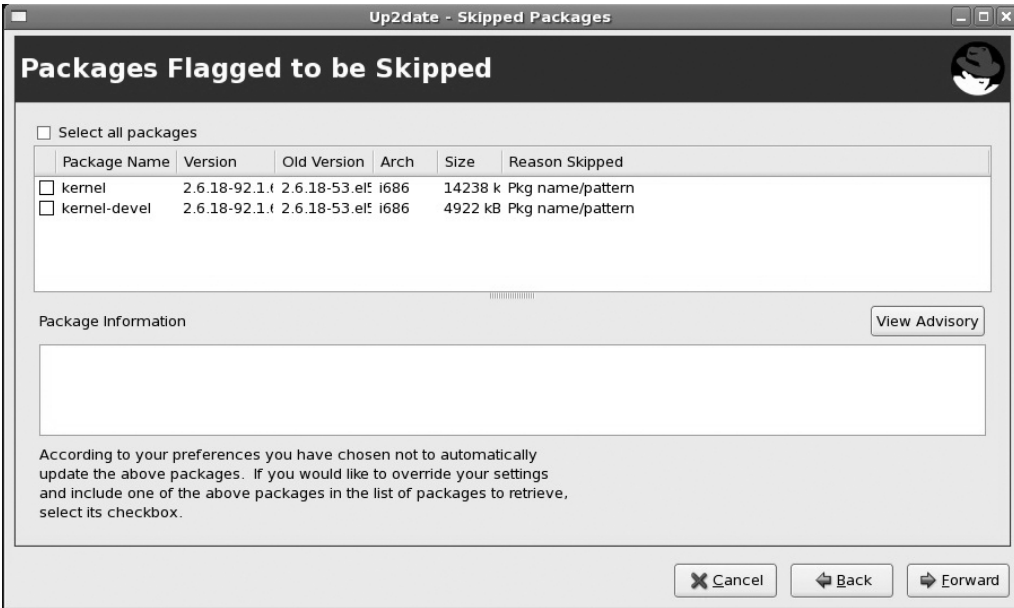 Up2date - Skipped Packages
Packages Flagged to be Skipped
Select all packages
Package Name Version Old Version Arch Size Reason Skipped
kernel 2.6.18-92.1.6 2.6.18-53.el5 i686 14238 k Pkg name/pattern
kernel-devel 2.6.18-92.1.6 2.6.18-53.el5 i686 4922 kB Pkg name/pattern
Package Information
View Advisory
According to your preferences you have chosen not to automatically
update the above packages. If you would like to override your settings
and include one of the above packages in the list of packages to retrieve,
select its checkbox.
Cancel Back Forward